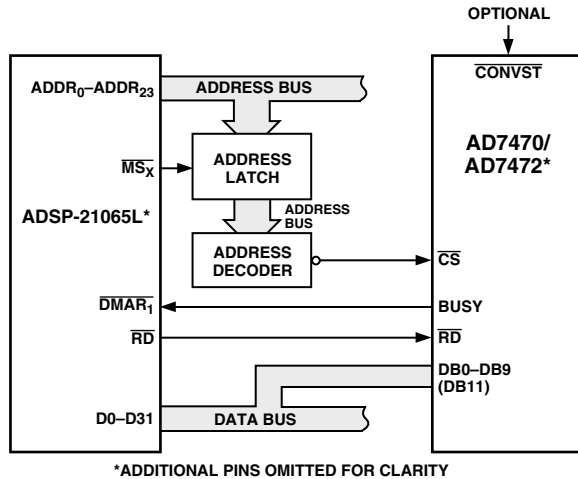 OPTIONAL
CONVST
ADDR0–ADDR23
ADDRESS BUS
AD7470/
AD7472*
MSX
ADDRESS
LATCH
ADSP-21065L*
ADDRESS
BUS
ADDRESS
DECODER
CS
DMAR1
BUSY
RD
RD
DB0–DB9
(DB11)
D0–D31
DATA BUS
*ADDITIONAL PINS OMITTED FOR CLARITY